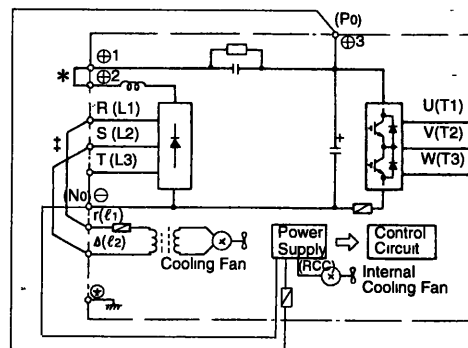 (P0)
⊕1
⊕3
*
⊕2
R (L1)
U(T1)
‡
S (L2)
V(T2)
T (L3)
W(T3)
+
(N0) ⊖
r(ℓ1)
Δ(ℓ2)
Power
Supply
(RCC)
Control
Circuit
Cooling Fan
Internal
Cooling Fan